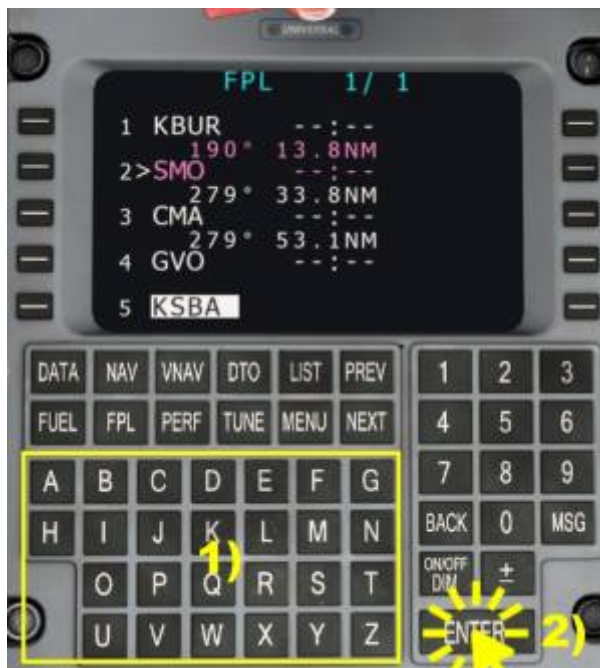 UNIVERSAL
FPL 1/ 1
1 KBUR --:--
190° 13.8NM
2>SMO --:--
279° 33.8NM
3 CMA --:--
279° 53.1NM
4 GVO --:--
5 KSBA
DATA NAV VNAV DTO LIST PREV 1 2 3
FUEL FPL PERF TUNE MENU NEXT 4 5 6
A B C D E F G 7 8 9
H I J K L M N BACK 0 MSG
1)
O P Q R S T ON/OFF DIM ±
U V W X Y Z ENTER 2)